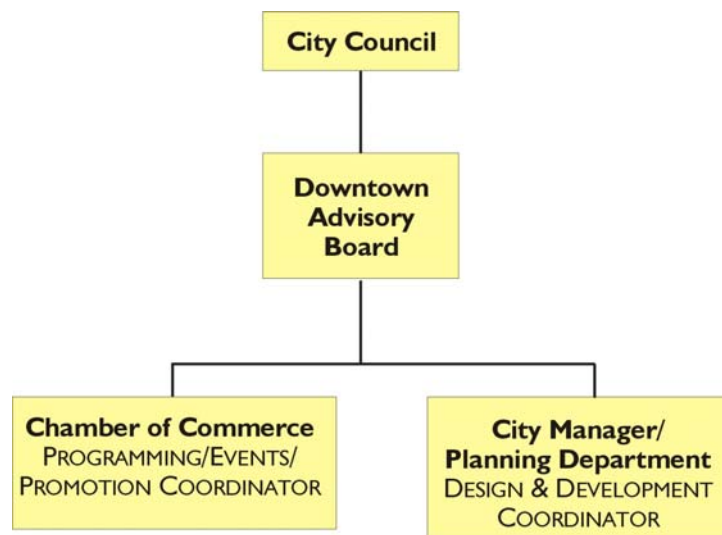 City Council
Downtown
Advisory
Board
Chamber of Commerce
PROGRAMMING/EVENTS/
PROMOTION COORDINATOR
City Manager/
Planning Department
DESIGN & DEVELOPMENT
COORDINATOR